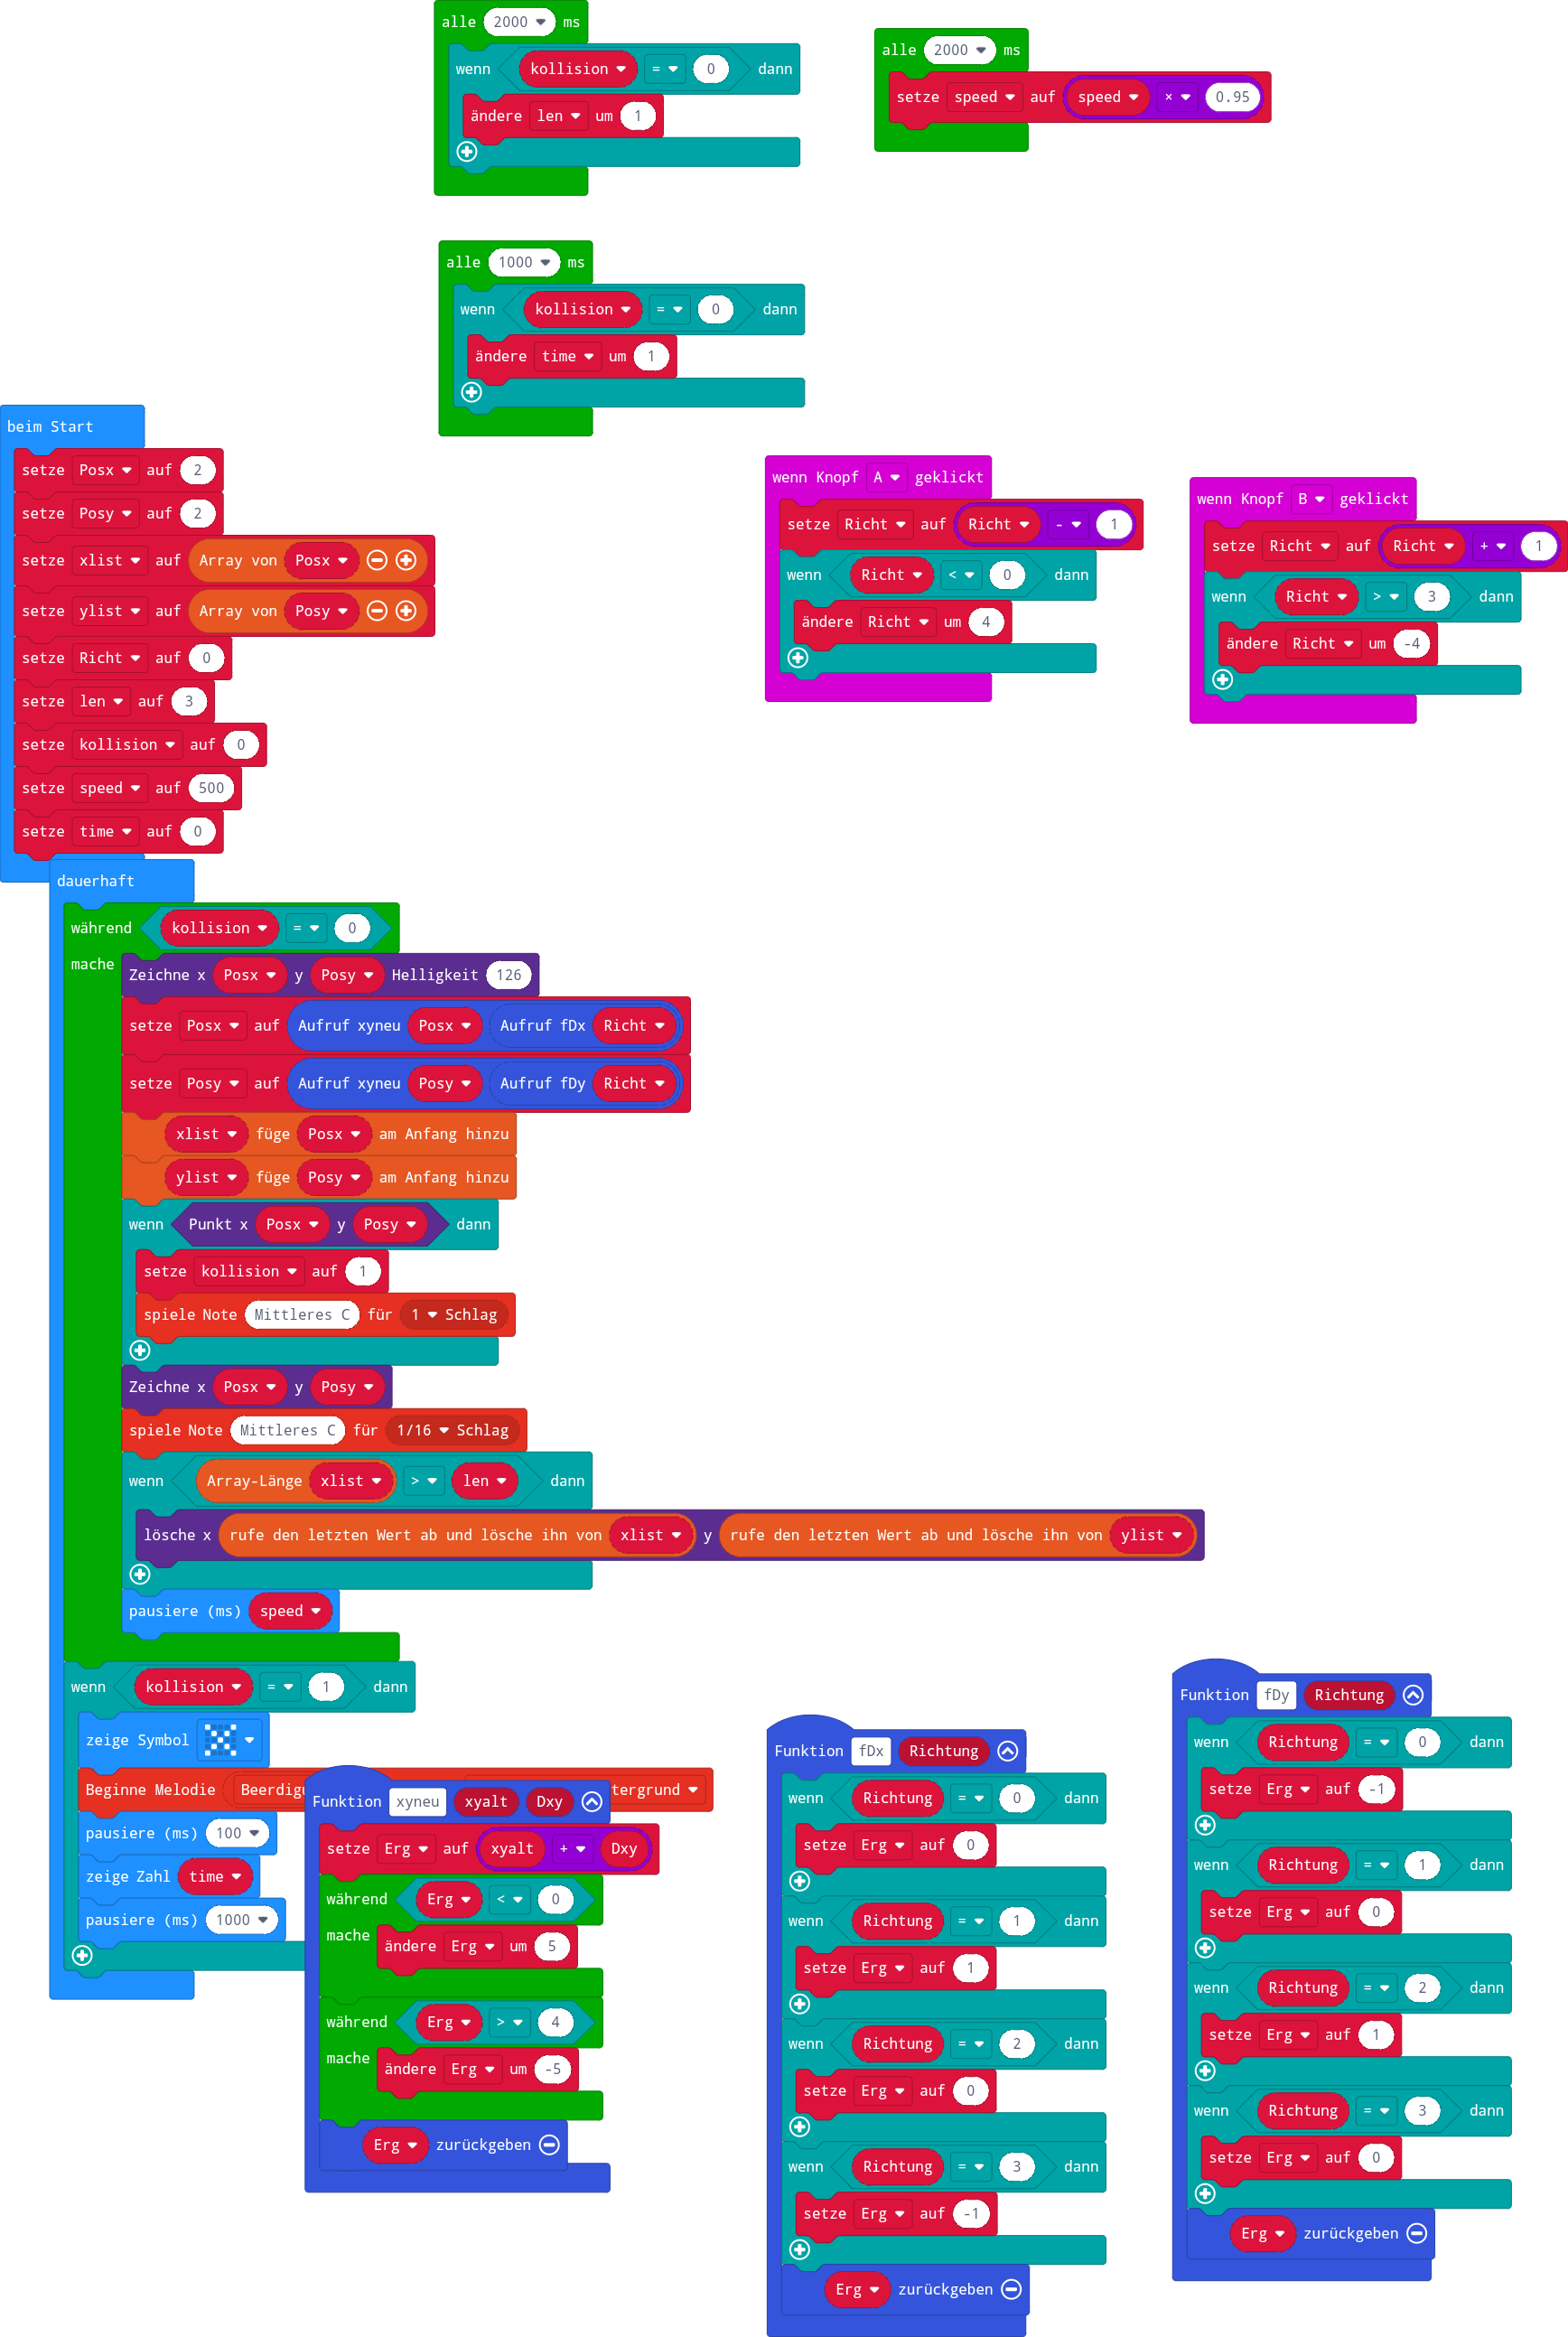 alle 2000 ms
wenn kollision = 0 dann
ändere len um 1
alle 2000 ms
setze speed auf speed × 0.95
alle 1000 ms
wenn kollision = 0 dann
ändere time um 1
beim Start
setze Posx auf 2
setze Posy auf 2
setze xlist auf Array von Posx
setze ylist auf Array von Posy
setze Richt auf 0
setze len auf 3
setze kollision auf 0
setze speed auf 500
setze time auf 0
wenn Knopf A geklickt
setze Richt auf Richt - 1
wenn Richt < 0 dann
ändere Richt um 4
wenn Knopf B geklickt
setze Richt auf Richt + 1
wenn Richt > 3 dann
ändere Richt um -4
dauerhaft
während kollision = 0
mache
Zeichne x Posx y Posy Helligkeit 126
setze Posx auf Aufruf xyneu Posx Aufruf fDx Richt
setze Posy auf Aufruf xyneu Posy Aufruf fDy Richt
xlist füge Posx am Anfang hinzu
ylist füge Posy am Anfang hinzu
wenn Punkt x Posx y Posy dann
setze kollision auf 1
spiele Note Mittleres C für 1 Schlag
Zeichne x Posx y Posy
spiele Note Mittleres C für 1/16 Schlag
wenn Array-Länge xlist > len dann
lösche x rufe den letzten Wert ab und lösche ihn von xlist y rufe den letzten Wert ab und lösche ihn von ylist
pausiere (ms) speed
wenn kollision = 1 dann
zeige Symbol
Beginne Melodie
pausiere (ms) 100
zeige Zahl time
pausiere (ms) 1000
Funktion xyneu xyalt Dxy
setze Erg auf xyalt + Dxy
während Erg < 0
mache
ändere Erg um 5
während Erg > 4
mache
ändere Erg um -5
Erg zurückgeben
Funktion fDx Richtung
wenn Richtung = 0 dann
setze Erg auf 0
wenn Richtung = 1 dann
setze Erg auf 1
wenn Richtung = 2 dann
setze Erg auf 0
wenn Richtung = 3 dann
setze Erg auf -1
Erg zurückgeben
Funktion fDy Richtung
wenn Richtung = 0 dann
setze Erg auf -1
wenn Richtung = 1 dann
setze Erg auf 0
wenn Richtung = 2 dann
setze Erg auf 1
wenn Richtung = 3 dann
setze Erg auf 0
Erg zurückgeben